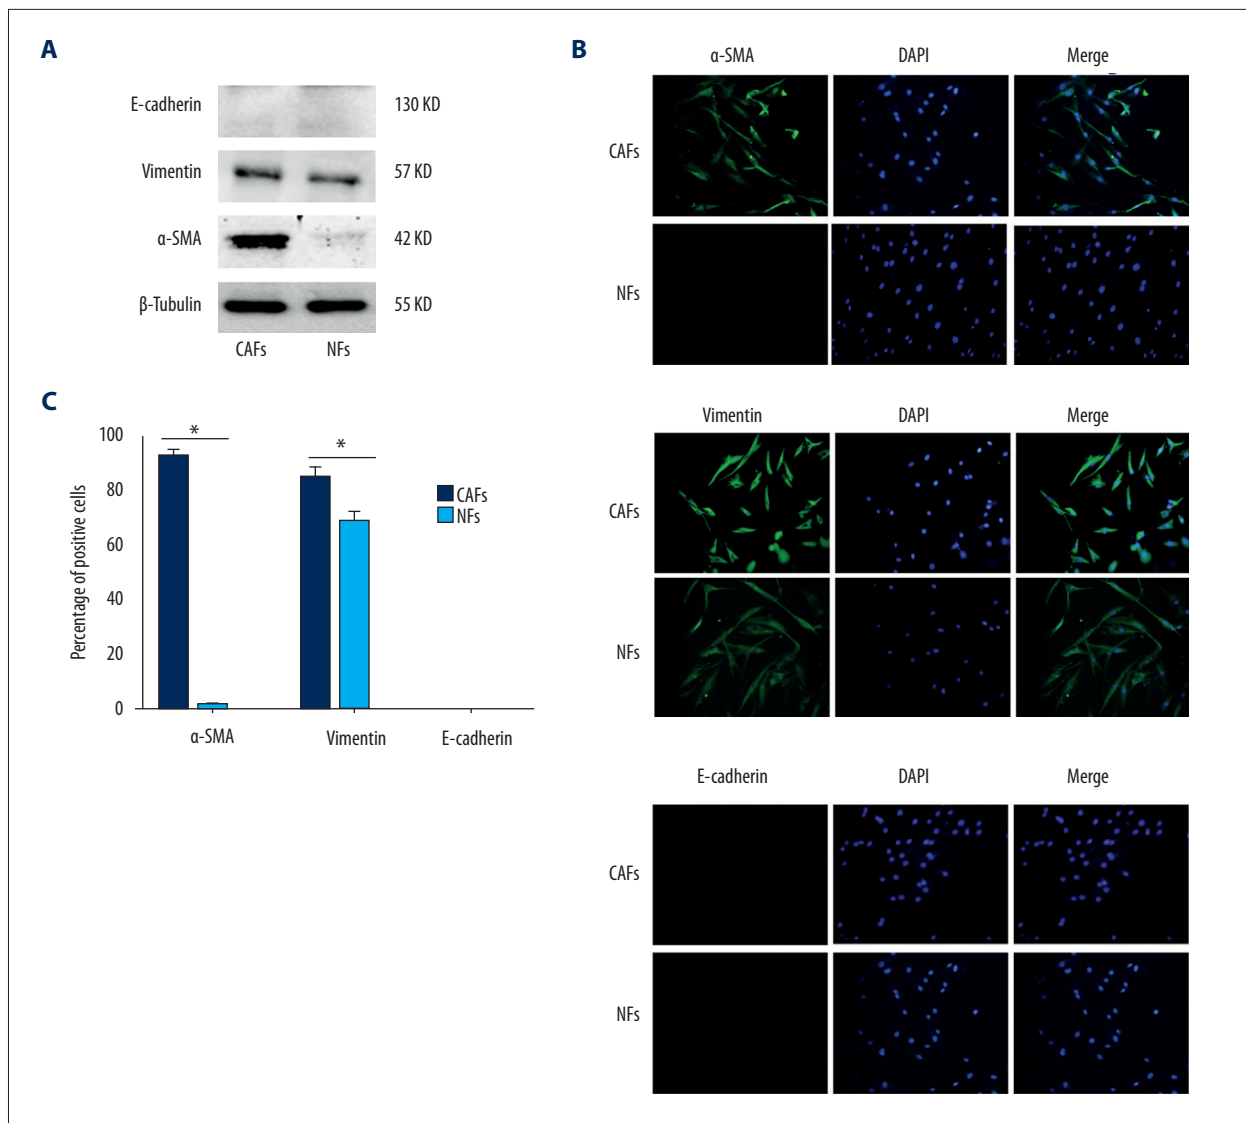 A
E-cadherin 130 KD
Vimentin 57 KD
α-SMA 42 KD
β-Tubulin 55 KD
CAFs NFs
B
α-SMA DAPI Merge
CAFs
NFs
Vimentin DAPI Merge
CAFs
NFs
E-cadherin DAPI Merge
CAFs
NFs
C
Percentage of positive cells
100
80
60
40
20
0
*
*
CAFs
NFs
α-SMA Vimentin E-cadherin